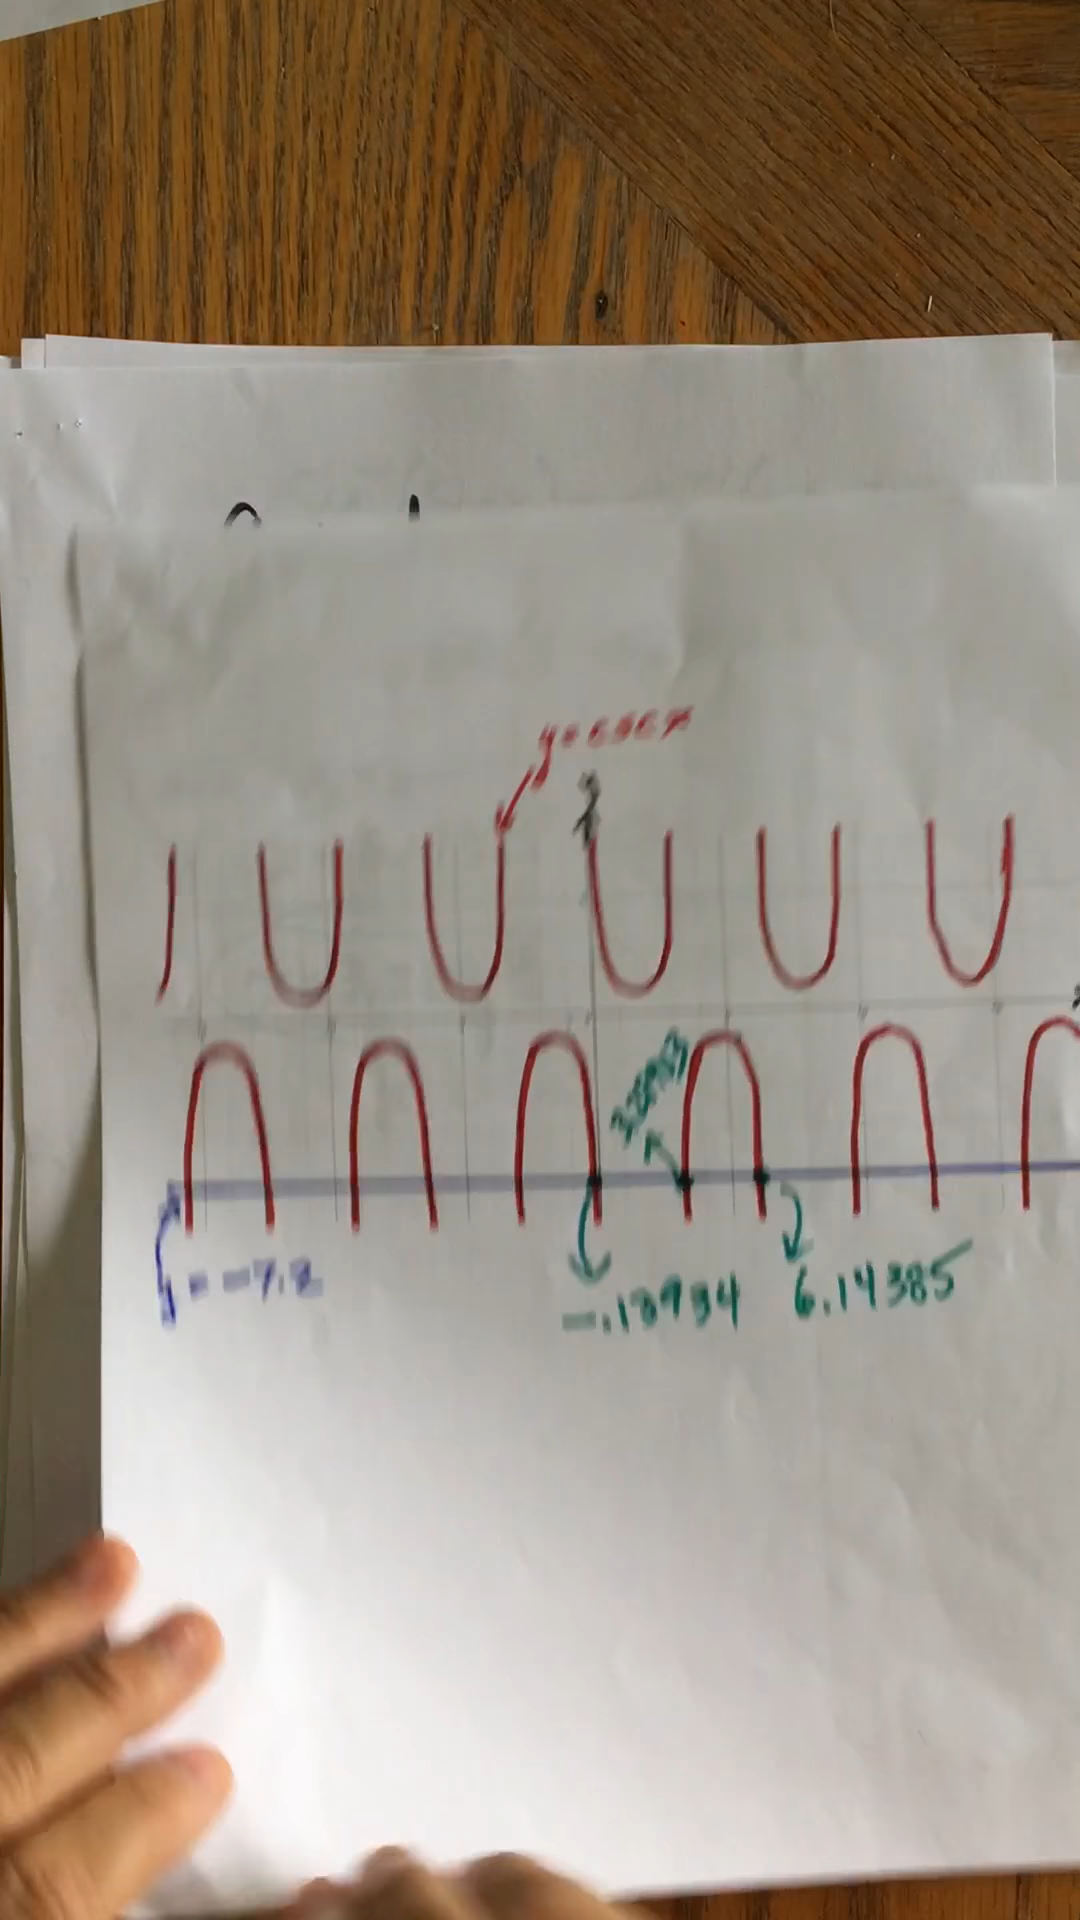 y = csc x
y
= -7.2
-.13934
6.14385